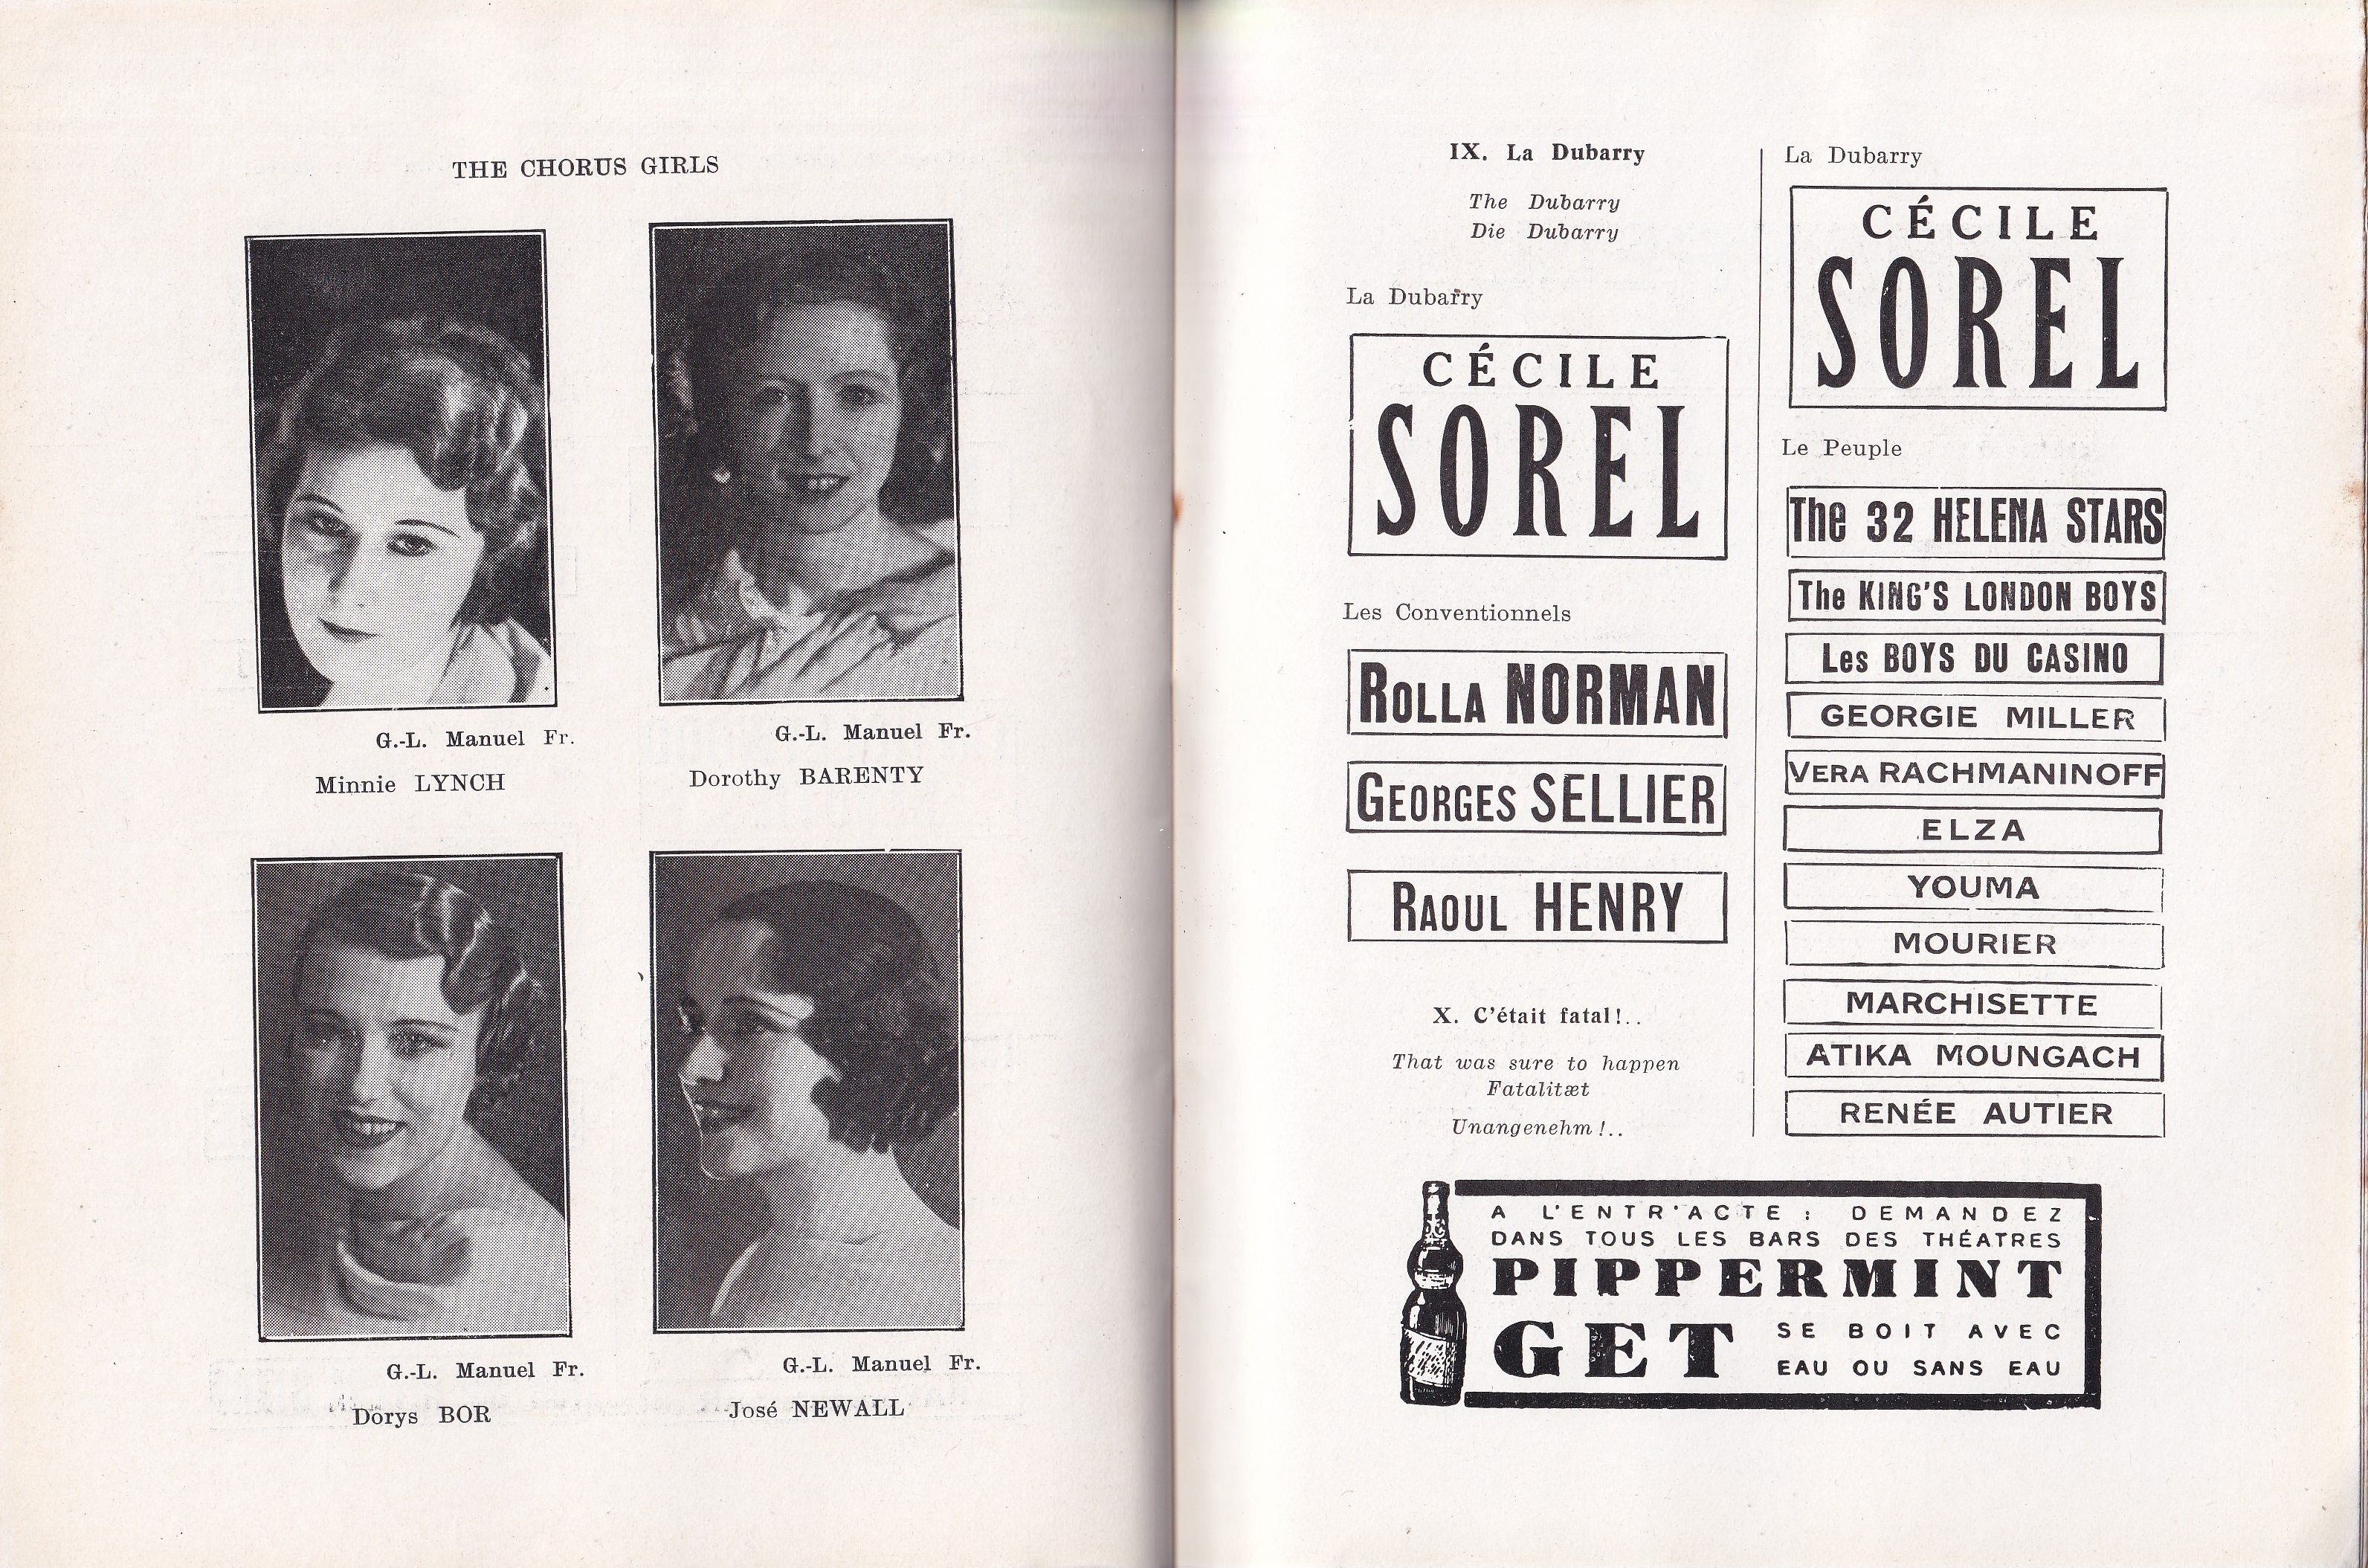 THE CHORUS GIRLS
G.-L. Manuel Fr.
Minnie LYNCH
G.-L. Manuel Fr.
Dorothy BARENTY
G.-L. Manuel Fr.
Dorys BOR
G.-L. Manuel Fr.
José NEWALL
IX. La Dubarry
The Dubarry
Die Dubarry
La Dubarry
CÉCILE
SOREL
Les Conventionnels
ROLLA NORMAN
GEORGES SELLIER
RAOUL HENRY
X. C'était fatal!..
That was sure to happen
Fatalitæt
Unangenehm!..
La Dubarry
CÉCILE
SOREL
Le Peuple
The 32 HELENA STARS
The KING'S LONDON BOYS
Les BOYS DU CASINO
GEORGIE MILLER
VERA RACHMANINOFF
ELZA
YOUMA
MOURIER
MARCHISETTE
ATIKA MOUNGACH
RENÉE AUTIER
A L'ENTR'ACTE : DEMANDEZ
DANS TOUS LES BARS DES THÉATRES
PIPPERMINT
GET SE BOIT AVEC
EAU OU SANS EAU